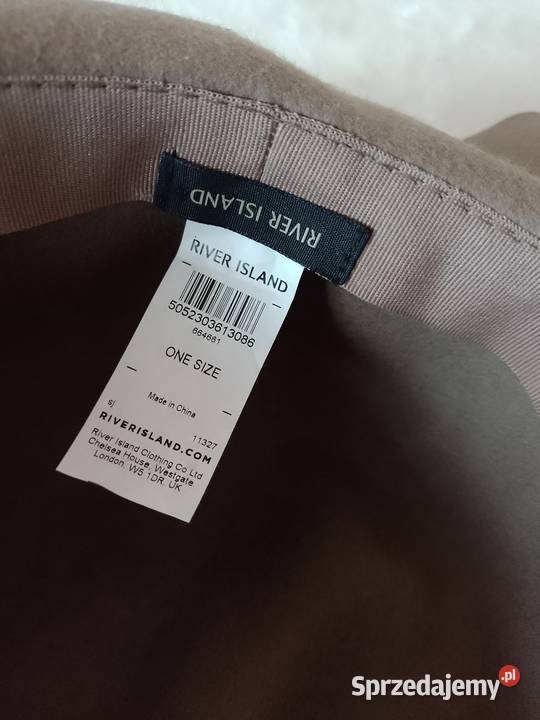 RIVER ISLAND
RIVER ISLAND
5052303613086
664661
ONE SIZE
Made in China
sj
11327
RIVERISLAND.COM
River Island Clothing Co Ltd
Chelsea House, Westgate
London, W5 1DR. UK
Sprzedajemy.pl